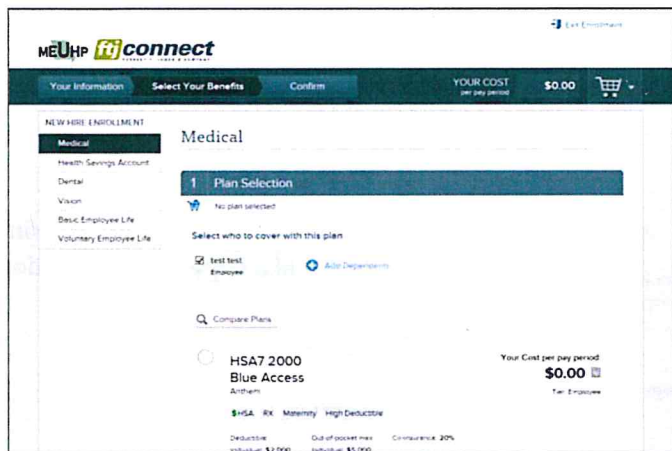 Exit Enrollment
MEUHP ftj connect
Your Information Select Your Benefits Confirm YOUR COST per pay period $0.00
NEW HIRE ENROLLMENT
Medical
Health Savings Account
Dental
Vision
Basic Employee Life
Voluntary Employee Life
Medical
1 Plan Selection
No plan selected
Select who to cover with this plan
test test
Employee
Add Dependents
Compare Plans
HSA7 2000
Blue Access
Anthem
Your Cost per pay period:
$0.00
Tier: Employee
$ HSA RX Maternity High Deductible
Deductible Out of pocket max Co-insurance: 20%
Individual: $2,000 Individual: $5,000